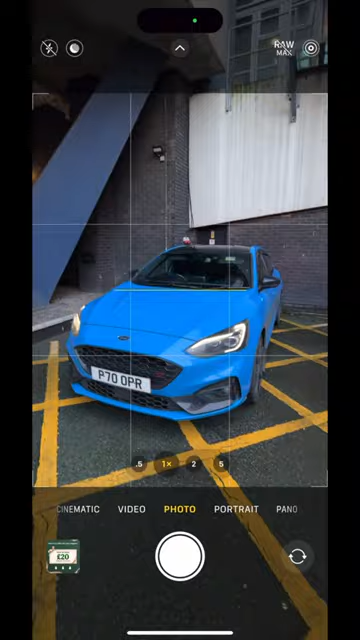 RAW
MAX
P70 OPR
.5 1× 2 5
CINEMATIC VIDEO PHOTO PORTRAIT PANO
£20